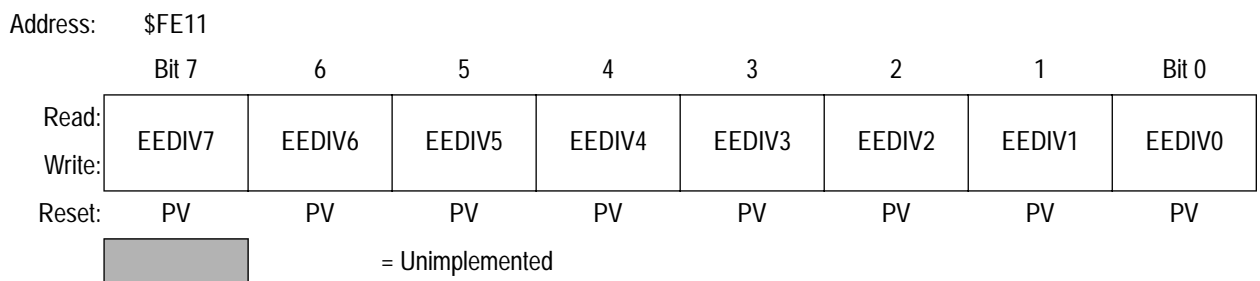 Address: $FE11
Bit 7 6 5 4 3 2 1 Bit 0
Read:
EEDIV7 EEDIV6 EEDIV5 EEDIV4 EEDIV3 EEDIV2 EEDIV1 EEDIV0
Write:
Reset: PV PV PV PV PV PV PV PV
= Unimplemented